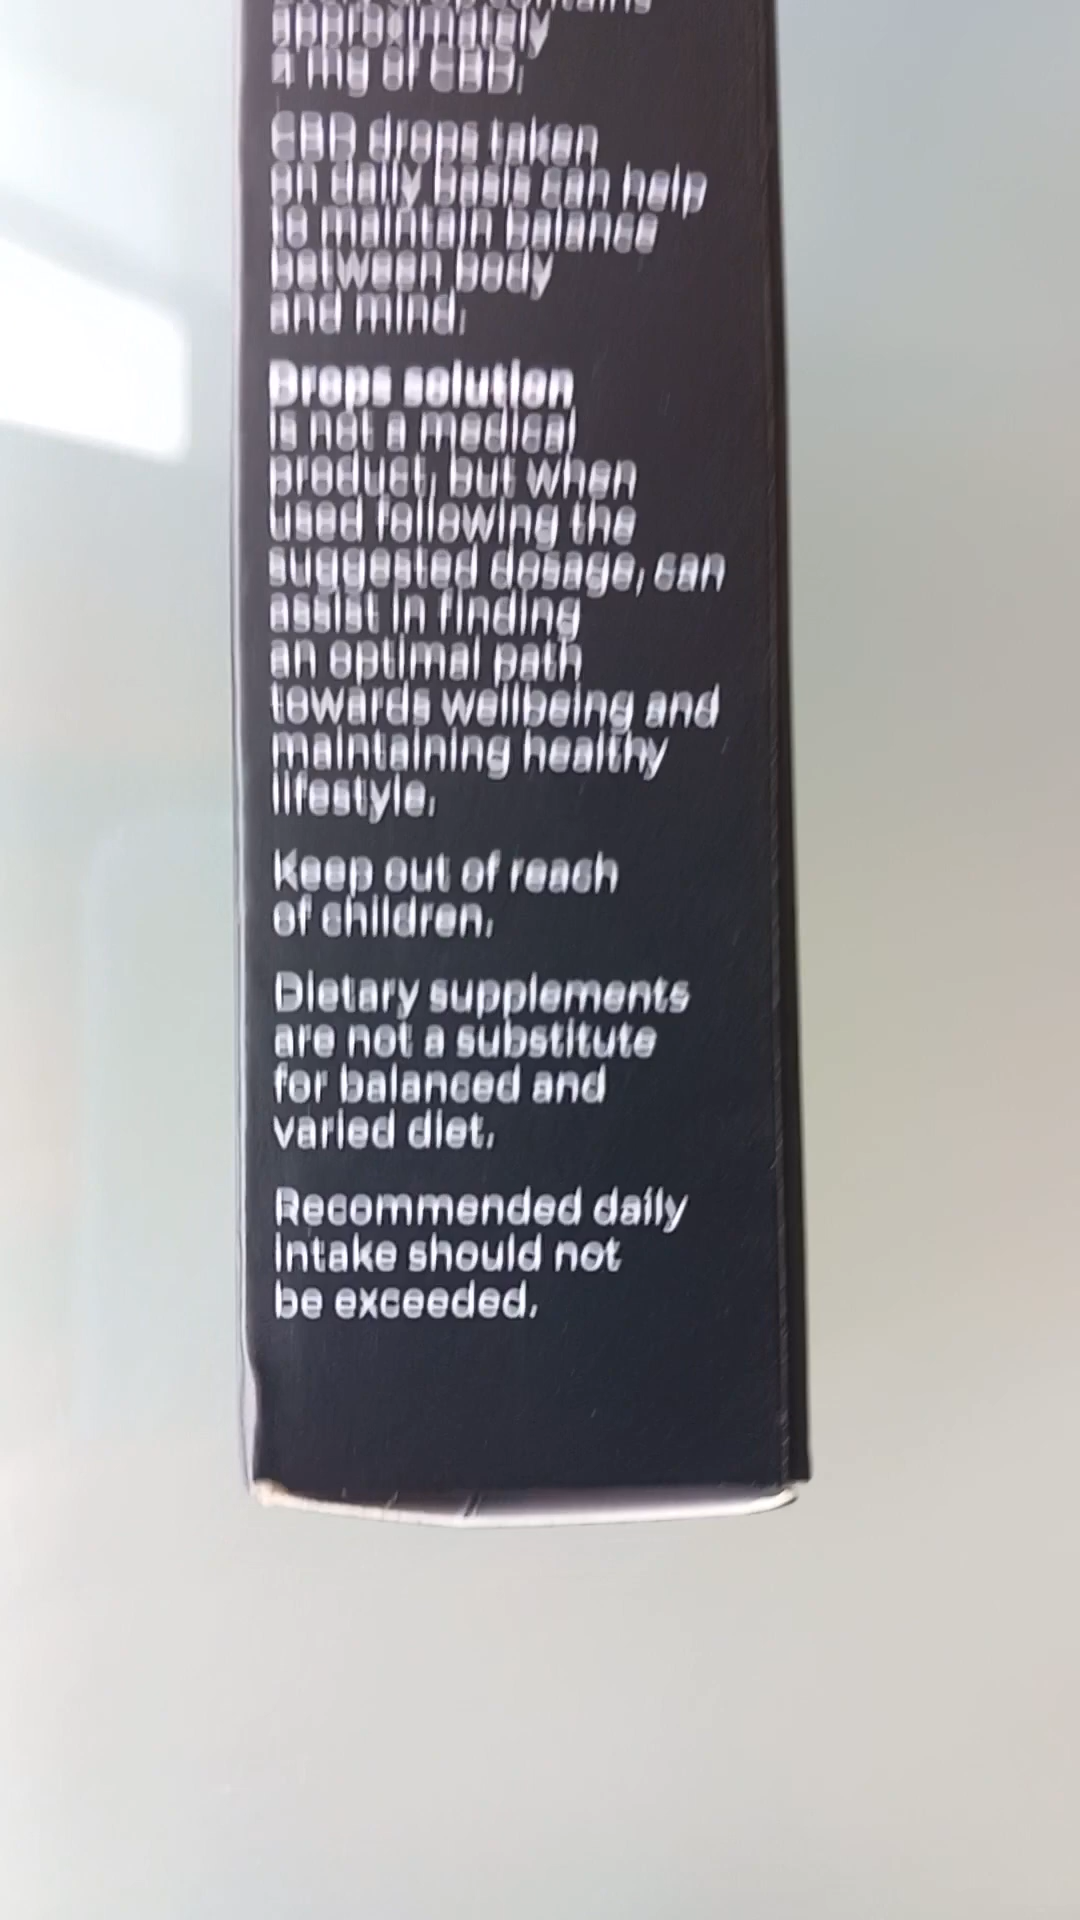 approximately
4 mg of CBD.
CBD drops taken
on daily basis can help
to maintain balance
between body
and mind.
Drops solution
is not a medical
product, but when
used following the
suggested dosage, can
assist in finding
an optimal path
towards wellbeing and
maintaining healthy
lifestyle.
Keep out of reach
of children.
Dietary supplements
are not a substitute
for balanced and
varied diet.
Recommended daily
intake should not
be exceeded.